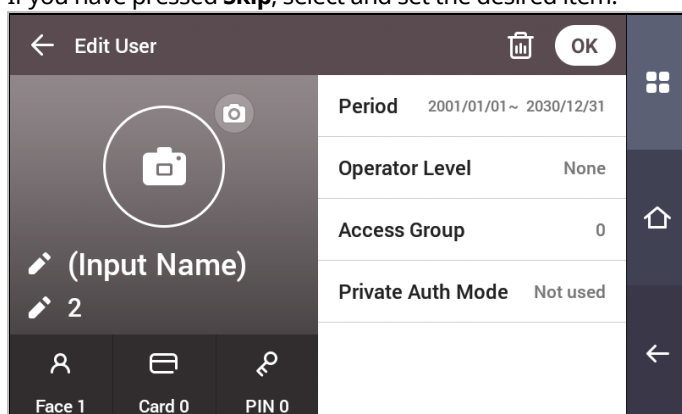 If you have pressed Skip, select and set the desired item.
Edit User
OK
Period 2001/01/01~ 2030/12/31
Operator Level None
Access Group 0
Private Auth Mode Not used
(Input Name)
2
Face 1 Card 0 PIN 0